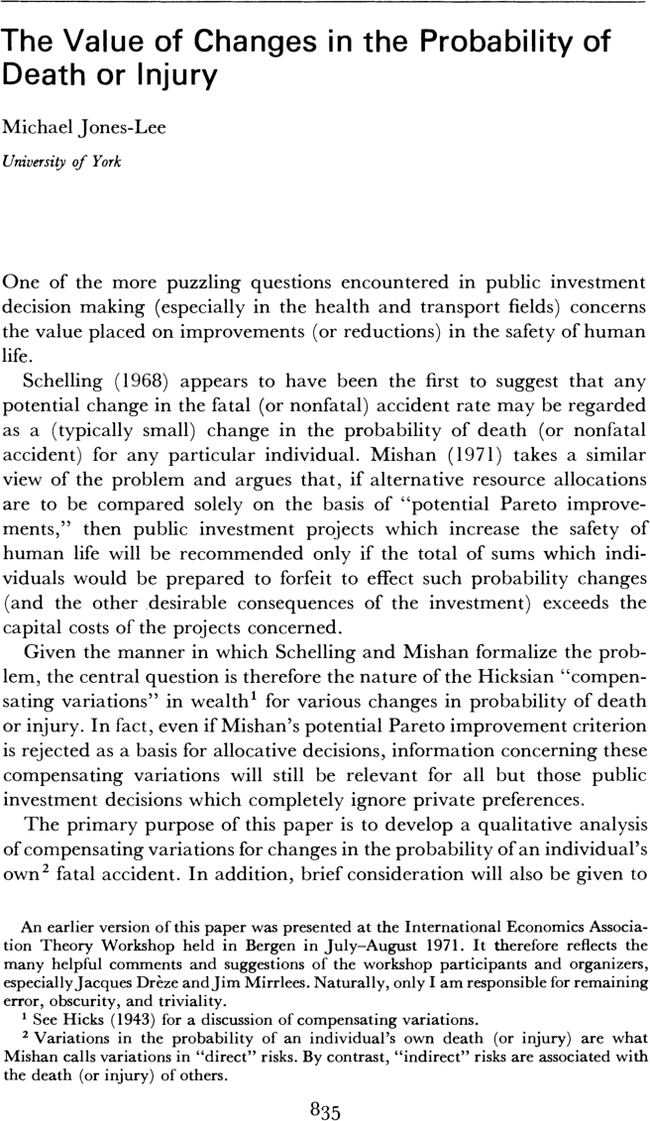 The Value of Changes in the Probability of
Death or Injury
Michael Jones-Lee
University of York
One of the more puzzling questions encountered in public investment
decision making (especially in the health and transport fields) concerns
the value placed on improvements (or reductions) in the safety of human
life.
Schelling (1968) appears to have been the first to suggest that any
potential change in the fatal (or nonfatal) accident rate may be regarded
as a (typically small) change in the probability of death (or nonfatal
accident) for any particular individual. Mishan (1971) takes a similar
view of the problem and argues that, if alternative resource allocations
are to be compared solely on the basis of “potential Pareto improve-
ments,” then public investment projects which increase the safety of
human life will be recommended only if the total of sums which indi-
viduals would be prepared to forfeit to effect such probability changes
(and the other desirable consequences of the investment) exceeds the
capital costs of the projects concerned.
Given the manner in which Schelling and Mishan formalize the prob-
lem, the central question is therefore the nature of the Hicksian “compen-
sating variations” in wealth¹ for various changes in probability of death
or injury. In fact, even if Mishan’s potential Pareto improvement criterion
is rejected as a basis for allocative decisions, information concerning these
compensating variations will still be relevant for all but those public
investment decisions which completely ignore private preferences.
The primary purpose of this paper is to develop a qualitative analysis
of compensating variations for changes in the probability of an individual’s
own² fatal accident. In addition, brief consideration will also be given to
An earlier version of this paper was presented at the International Economics Associa-
tion Theory Workshop held in Bergen in July–August 1971. It therefore reflects the
many helpful comments and suggestions of the workshop participants and organizers,
especially Jacques Drèze and Jim Mirrlees. Naturally, only I am responsible for remaining
error, obscurity, and triviality.
¹ See Hicks (1943) for a discussion of compensating variations.
² Variations in the probability of an individual’s own death (or injury) are what
Mishan calls variations in “direct” risks. By contrast, “indirect” risks are associated with
the death (or injury) of others.
835